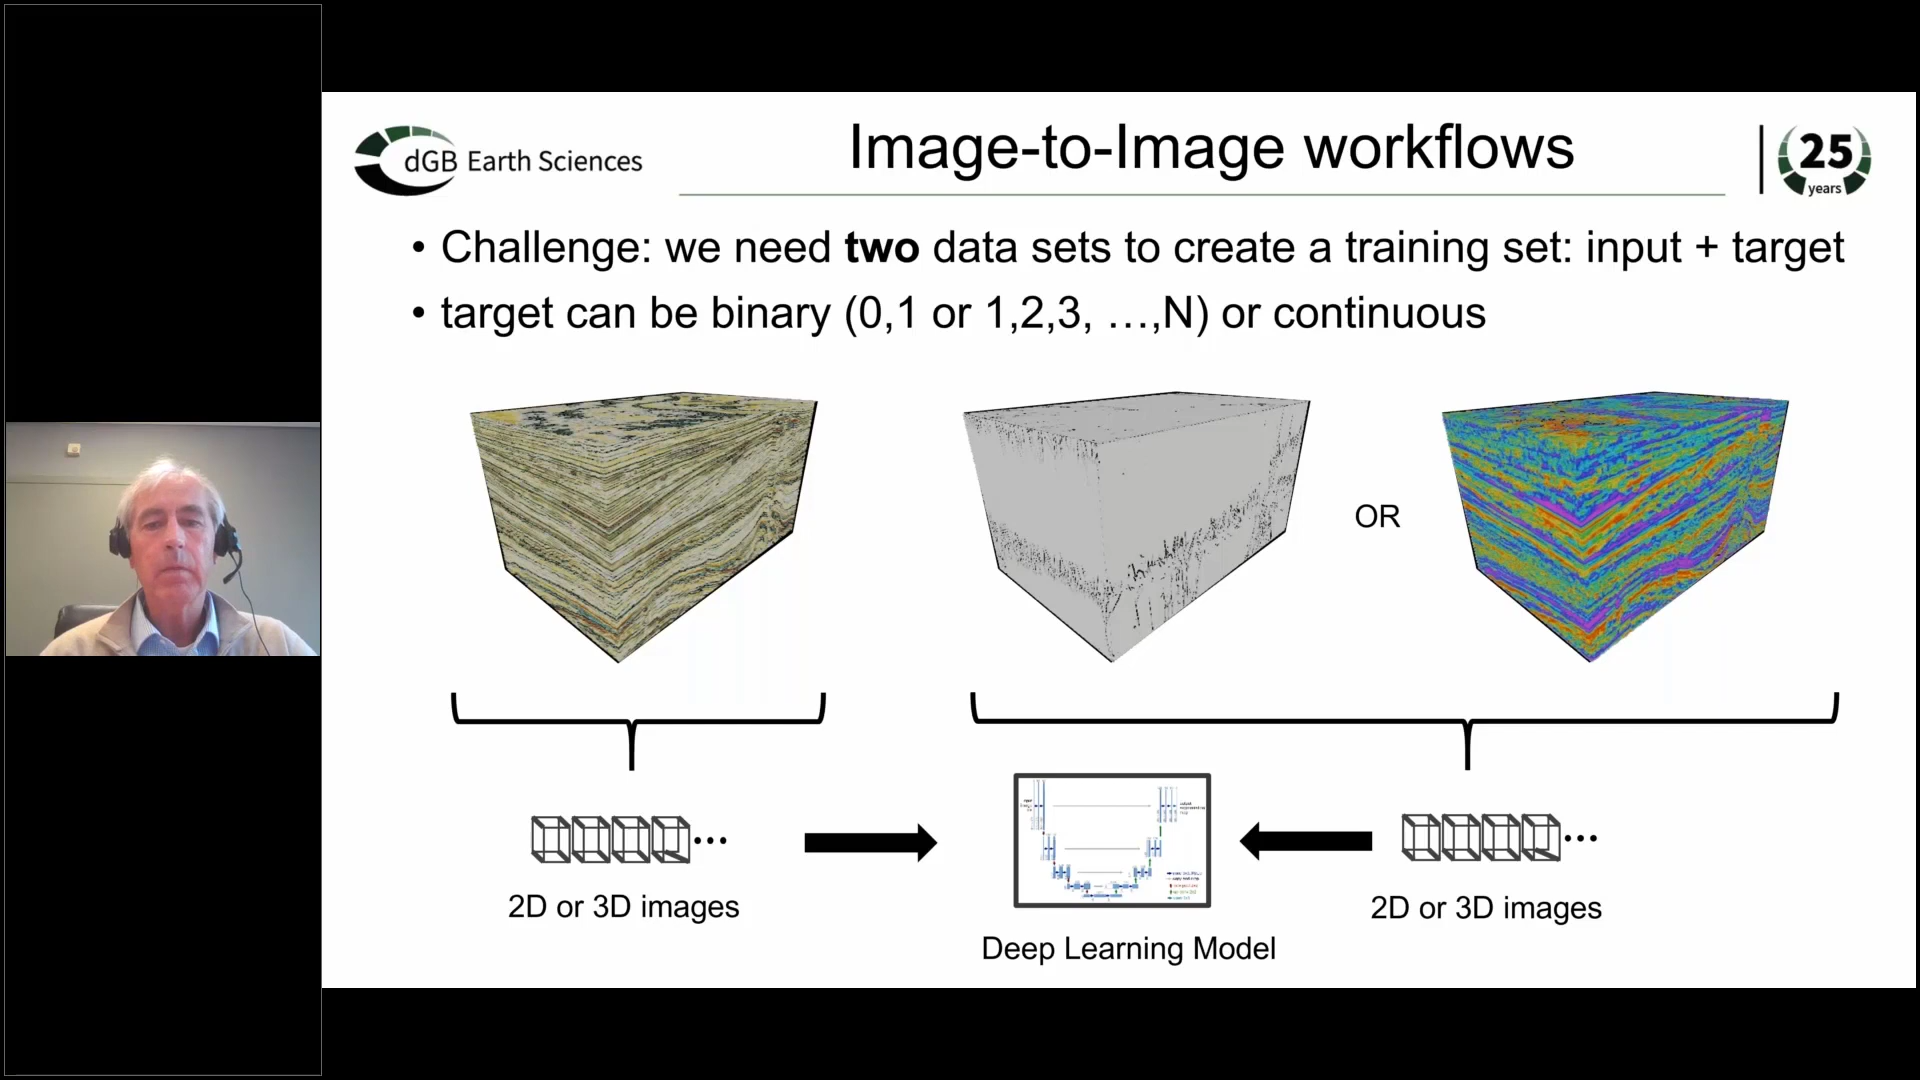 dGB Earth Sciences
Image-to-Image workflows
25
years
• Challenge: we need two data sets to create a training set: input + target
• target can be binary (0,1 or 1,2,3, …,N) or continuous
OR
2D or 3D images
Deep Learning Model
2D or 3D images